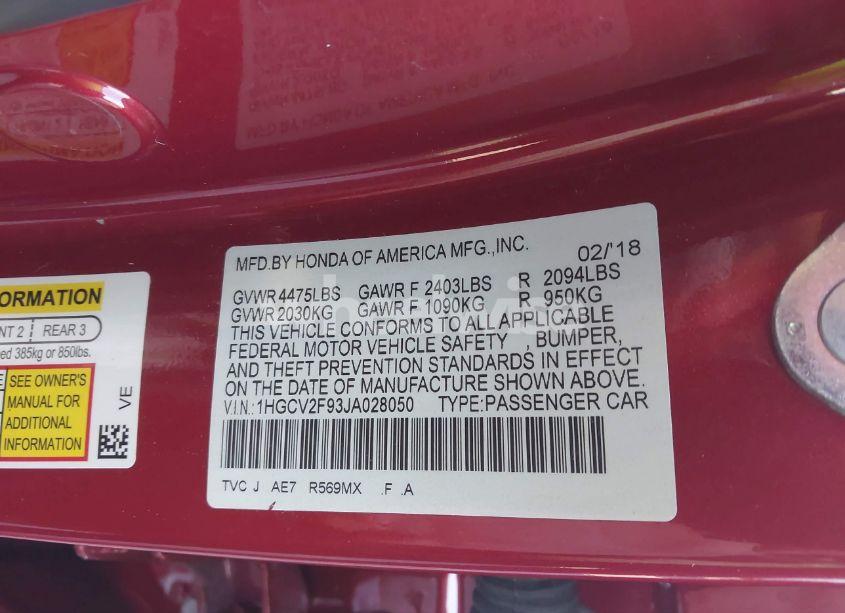 MFD.BY HONDA OF AMERICA MFG.,INC. 02/'18
GVWR 4475LBS GAWR F 2403LBS R 2094LBS
GVWR 2030KG GAWR F 1090KG R 950KG
THIS VEHICLE CONFORMS TO ALL APPLICABLE
FEDERAL MOTOR VEHICLE SAFETY , BUMPER,
AND THEFT PREVENTION STANDARDS IN EFFECT
ON THE DATE OF MANUFACTURE SHOWN ABOVE.
V.I.N.: 1HGCV2F93JA028050 TYPE:PASSENGER CAR
TVC J AE7 R569MX .F .A
FORMATION
NT 2 REAR 3
ed 385kg or 850lbs.
SEE OWNER'S
MANUAL FOR
ADDITIONAL
INFORMATION
VE